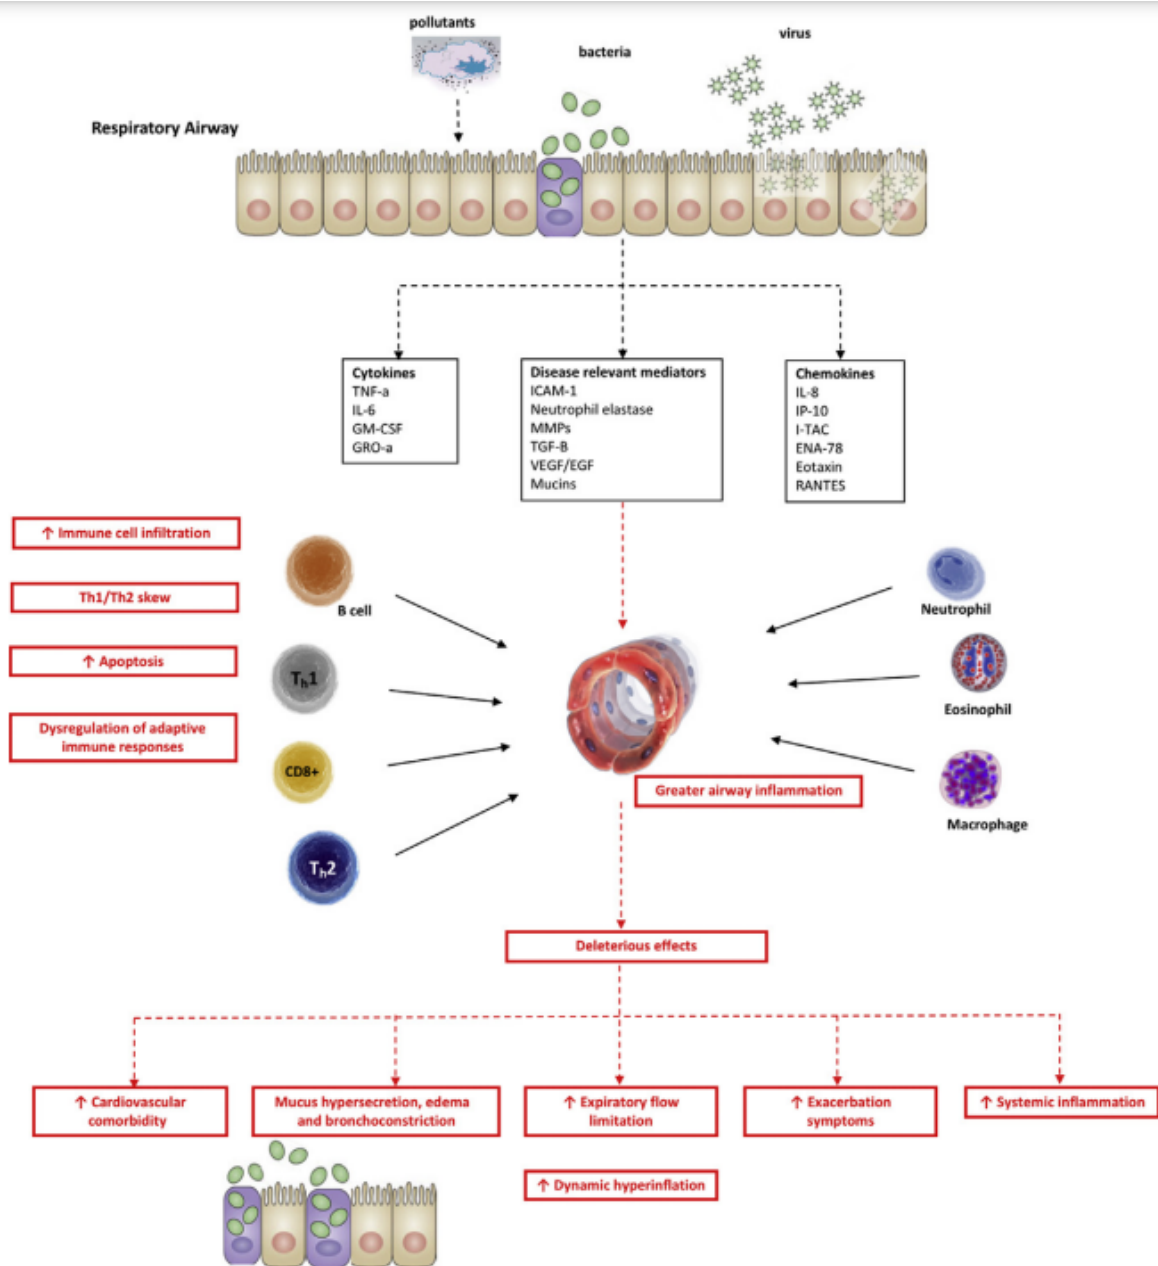 pollutants
bacteria
virus
Respiratory Airway
Cytokines
TNF-a
IL-6
GM-CSF
GRO-a
Disease relevant mediators
ICAM-1
Neutrophil elastase
MMPs
TGF-B
VEGF/EGF
Mucins
Chemokines
IL-8
IP-10
I-TAC
ENA-78
Eotaxin
RANTES
↑ Immune cell infiltration
Th1/Th2 skew
↑ Apoptosis
Dysregulation of adaptive
immune responses
B cell
Th1
CD8+
Th2
Neutrophil
Eosinophil
Macrophage
Greater airway inflammation
Deleterious effects
↑ Cardiovascular
comorbidity
Mucus hypersecretion, edema
and bronchoconstriction
↑ Expiratory flow
limitation
↑ Exacerbation
symptoms
↑ Systemic inflammation
↑ Dynamic hyperinflation